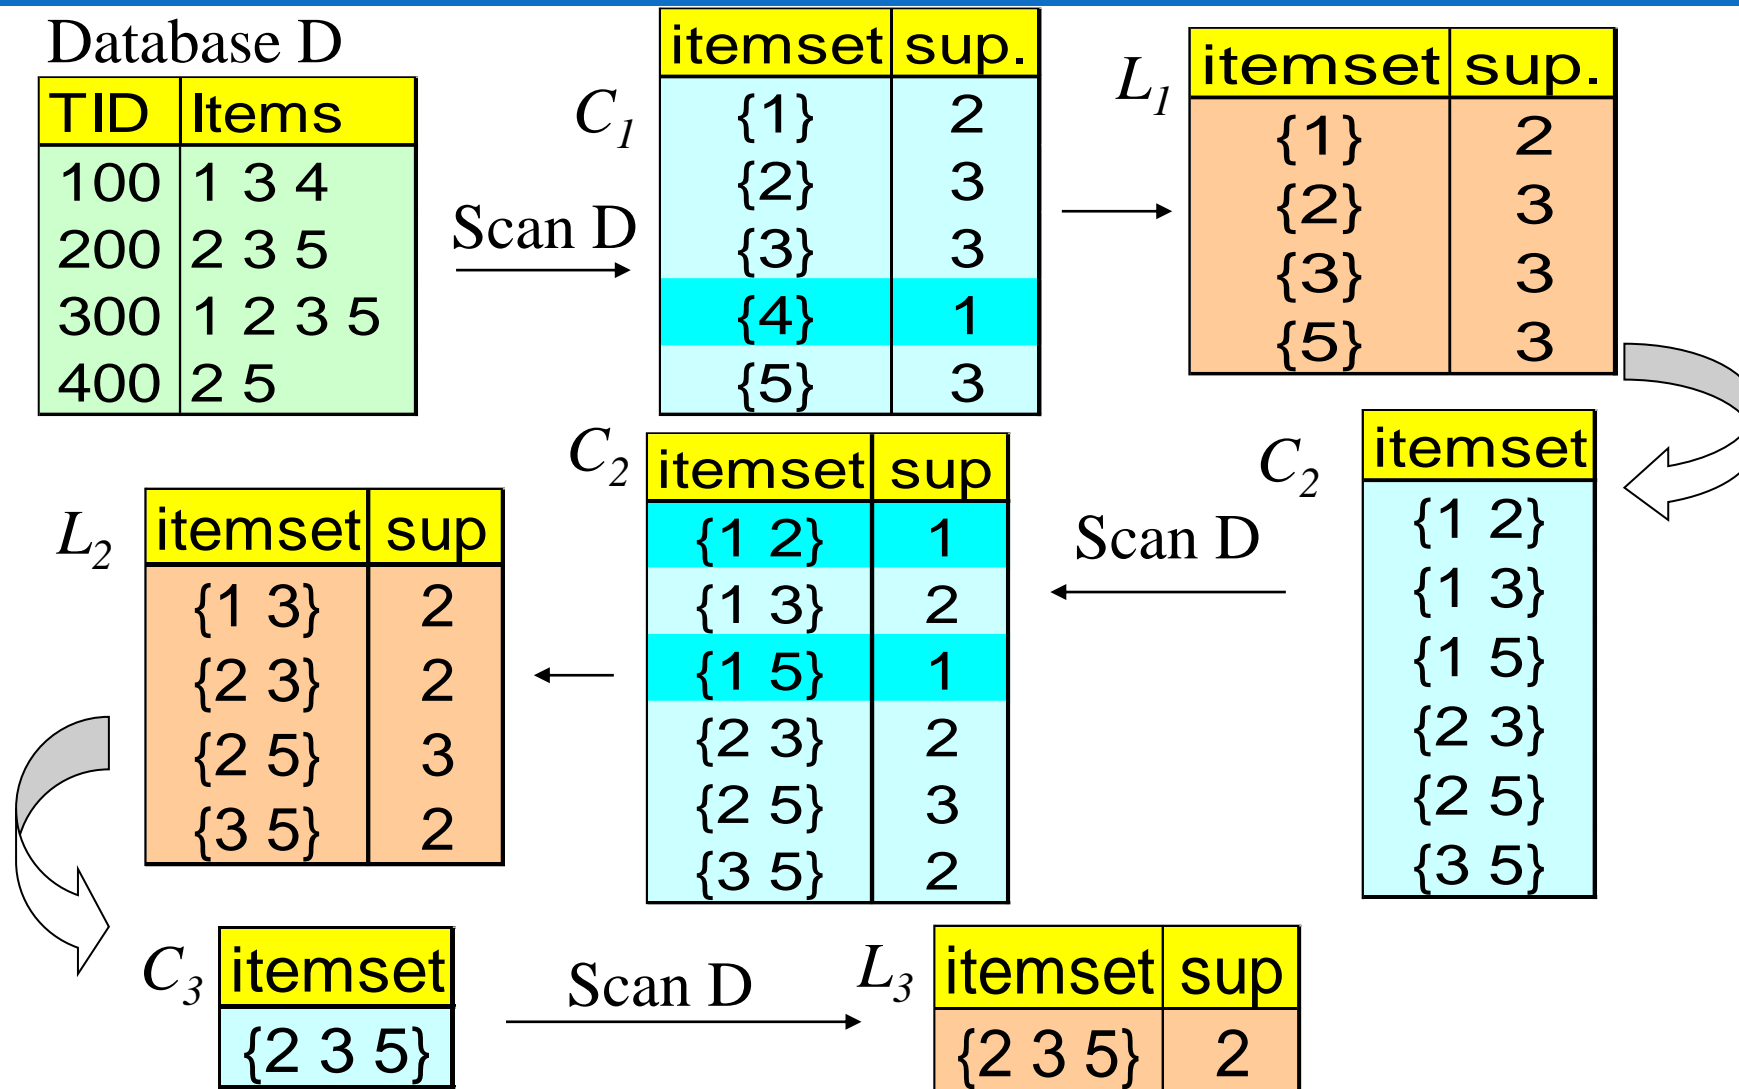 Database D
TID Items
100 1 3 4
200 2 3 5
300 1 2 3 5
400 2 5
Scan D
C1
itemset sup.
{1} 2
{2} 3
{3} 3
{4} 1
{5} 3
L1
itemset sup.
{1} 2
{2} 3
{3} 3
{5} 3
C2
itemset
{1 2}
{1 3}
{1 5}
{2 3}
{2 5}
{3 5}
Scan D
C2
itemset sup
{1 2} 1
{1 3} 2
{1 5} 1
{2 3} 2
{2 5} 3
{3 5} 2
L2
itemset sup
{1 3} 2
{2 3} 2
{2 5} 3
{3 5} 2
C3
itemset
{2 3 5}
Scan D
L3
itemset sup
{2 3 5} 2